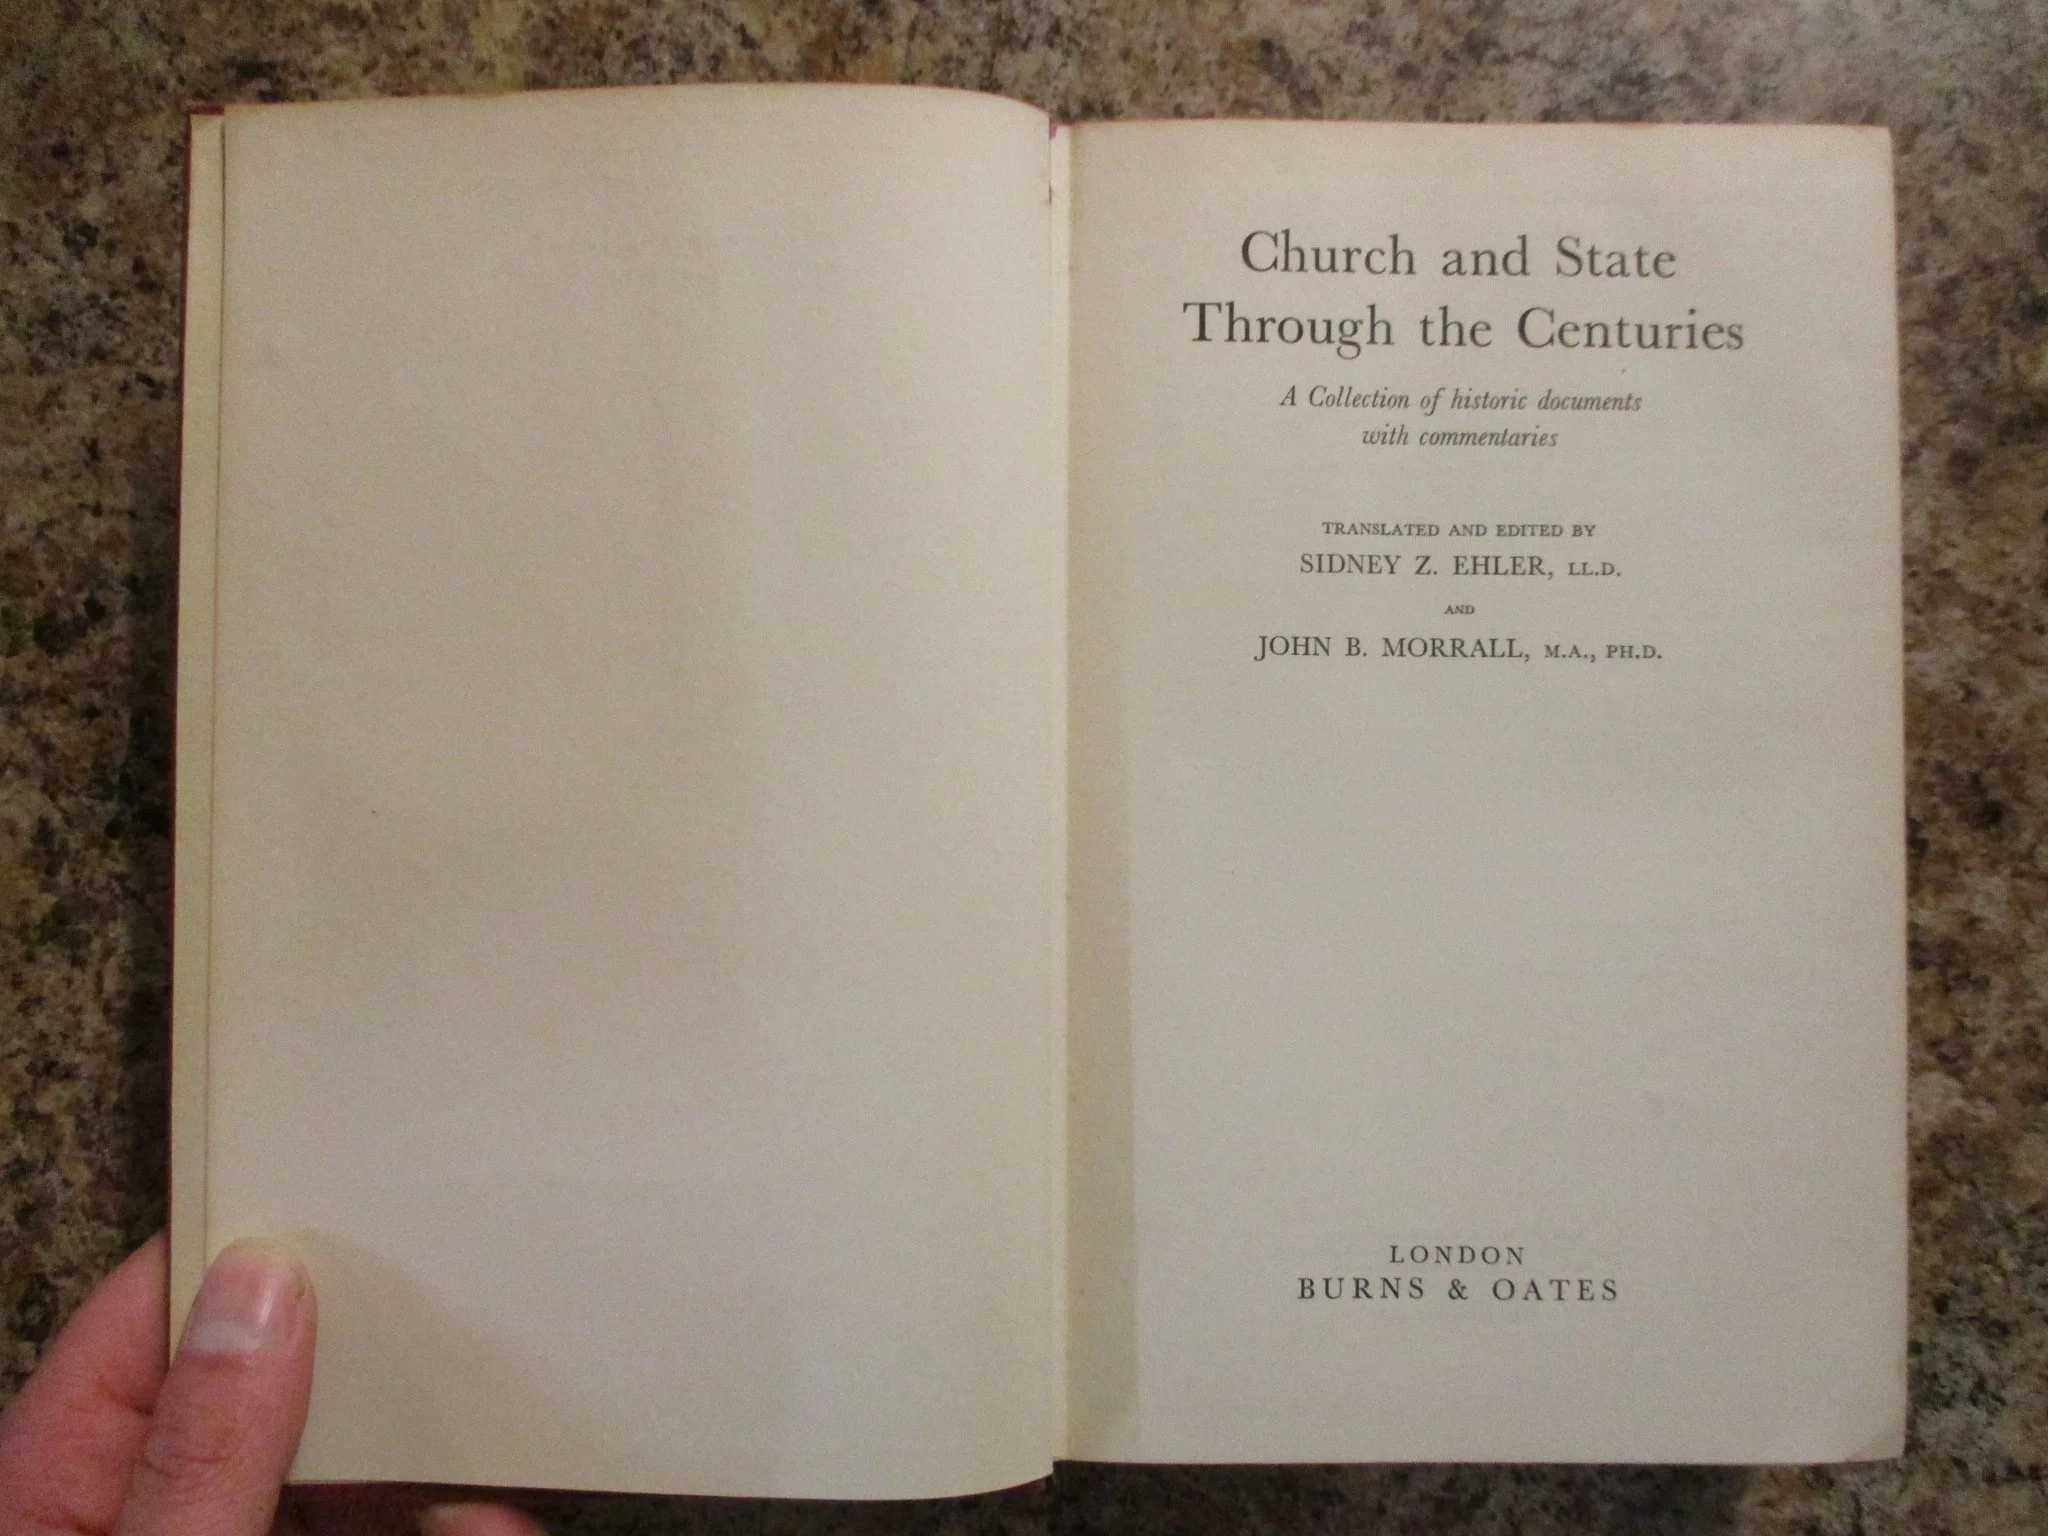 Church and State
Through the Centuries
A Collection of historic documents
with commentaries
TRANSLATED AND EDITED BY
SIDNEY Z. EHLER, LL.D.
AND
JOHN B. MORRALL, M.A., PH.D.
LONDON
BURNS & OATES